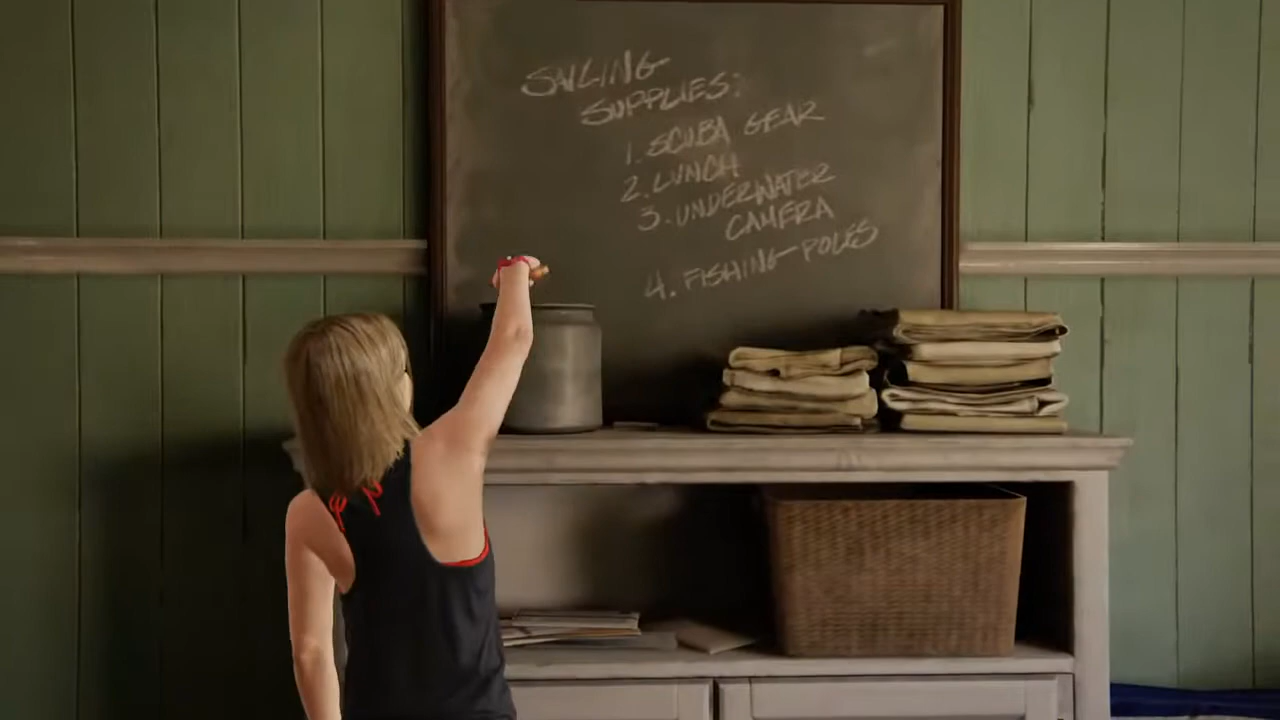 SAILING
SUPPLIES:
1. SCUBA GEAR
2. LUNCH
3. UNDERWATER
CAMERA
4. FISHING POLES